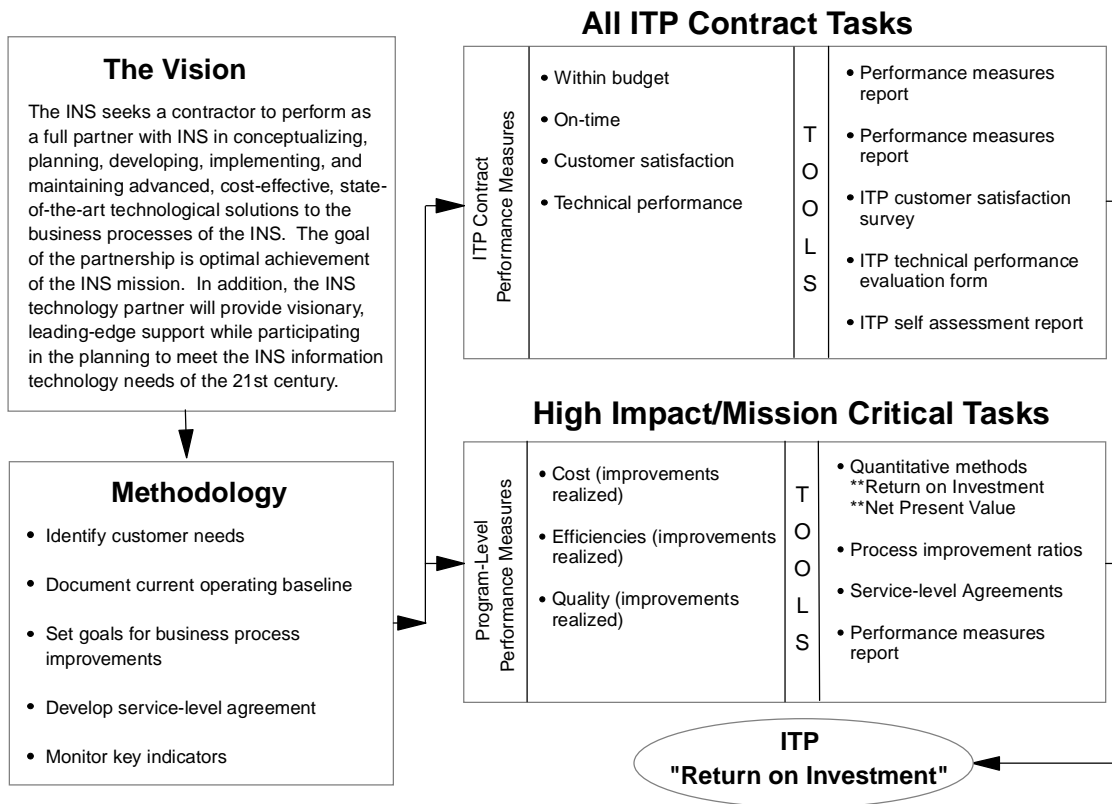 The Vision
The INS seeks a contractor to perform as
a full partner with INS in conceptualizing,
planning, developing, implementing, and
maintaining advanced, cost-effective, state-
of-the-art technological solutions to the
business processes of the INS.  The goal
of the partnership is optimal achievement
of the INS mission.  In addition, the INS
technology partner will provide visionary,
leading-edge support while participating
in the planning to meet the INS information
technology needs of the 21st century.
Methodology
• Identify customer needs
• Document current operating baseline
• Set goals for business process
improvements
• Develop service-level agreement
• Monitor key indicators
All ITP Contract Tasks
ITP Contract
Performance Measures
• Within budget
• On-time
• Customer satisfaction
• Technical performance
T
O
O
L
S
• Performance measures
report
• Performance measures
report
• ITP customer satisfaction
survey
• ITP technical performance
evaluation form
• ITP self assessment report
High Impact/Mission Critical Tasks
Program-Level
Performance Measures
• Cost (improvements
realized)
• Efficiencies (improvements
realized)
• Quality (improvements
realized)
T
O
O
L
S
• Quantitative methods
**Return on Investment
**Net Present Value
• Process improvement ratios
• Service-level Agreements
• Performance measures
report
ITP
"Return on Investment"